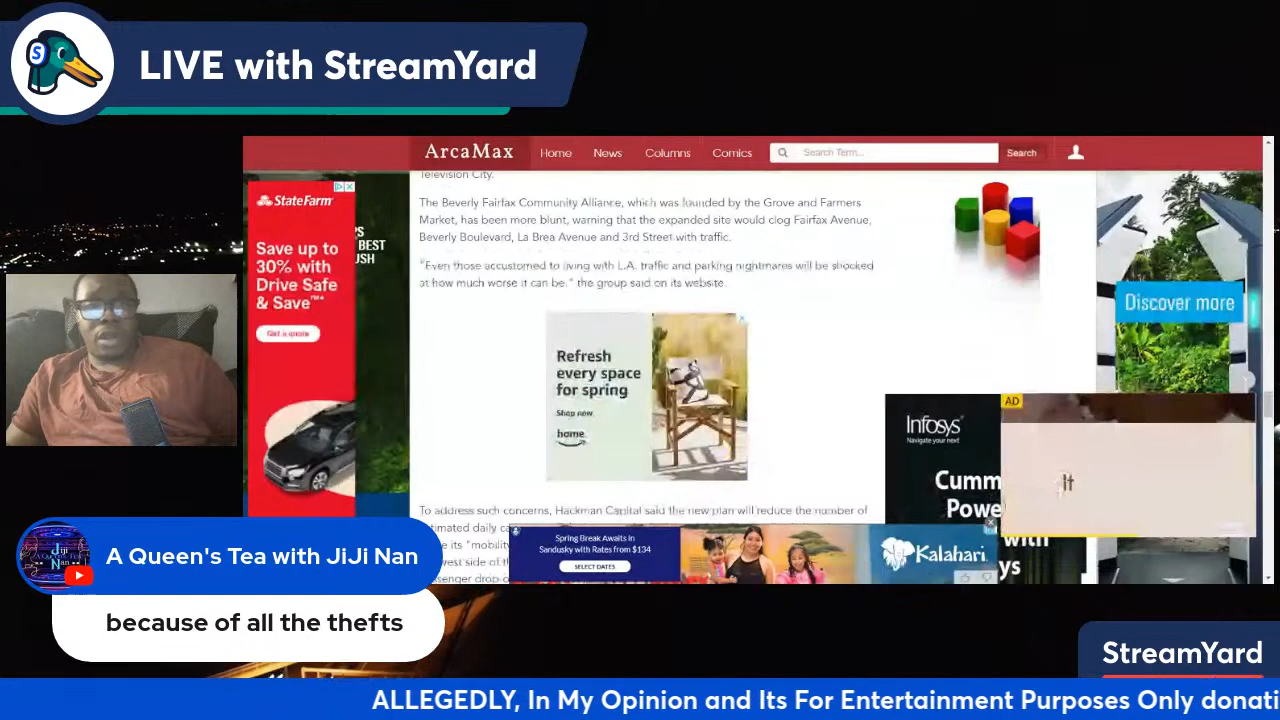 LIVE with StreamYard
ArcaMax
Home
News
Columns
Comics
Search Term...
Search
Television City.
The Beverly Fairfax Community Alliance, which was founded by the Grove and Farmers
Market, has been more blunt, warning that the expanded site would clog Fairfax Avenue,
Beverly Boulevard, La Brea Avenue and 3rd Street with traffic.
"Even those accustomed to living with L.A. traffic and parking nightmares will be shocked
at how much worse it can be," the group said on its website.
StateFarm
Save up to
30% with
Drive Safe
& Save™*
Get a quote
BEST
Discover more
Refresh
every space
for spring
Shop now
home
Infosys
Navigate your next
AD
It
To address such concerns, Hackman Capital said the new plan will reduce the number of
Spring Break Awaits in
Sandusky with Rates from $134
SELECT DATES
KALAHARI
A Queen's Tea with JiJi Nan
because of all the thefts
StreamYard
ALLEGEDLY, In My Opinion and Its For Entertainment Purposes Only donati